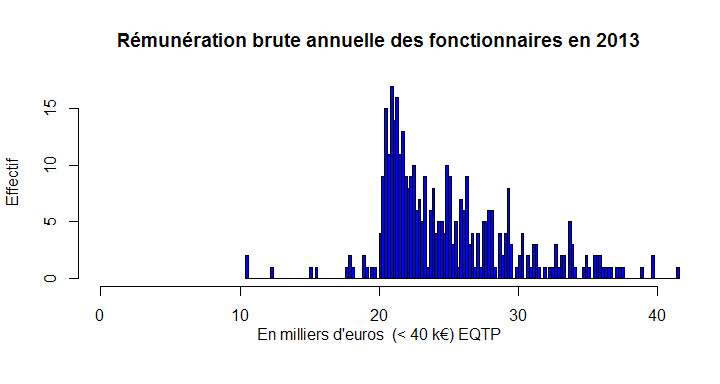 Rémunération brute annuelle des fonctionnaires en 2013
Effectif
15
10
5
0
0 10 20 30 40
En milliers d'euros (< 40 k€) EQTP